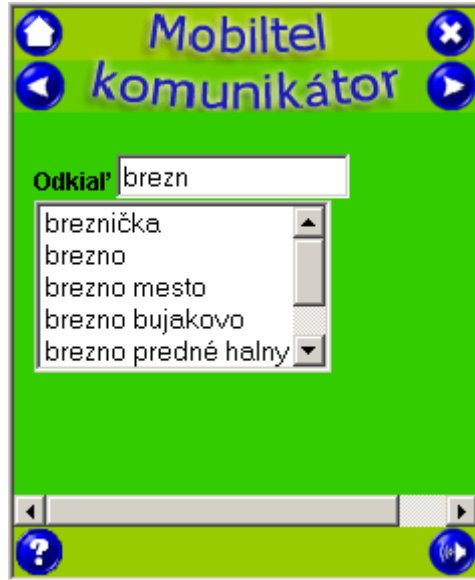 Mobiltel
komunikátor
Odkiaľ brezn
breznička
brezno
brezno mesto
brezno bujakovo
brezno predné halny
?